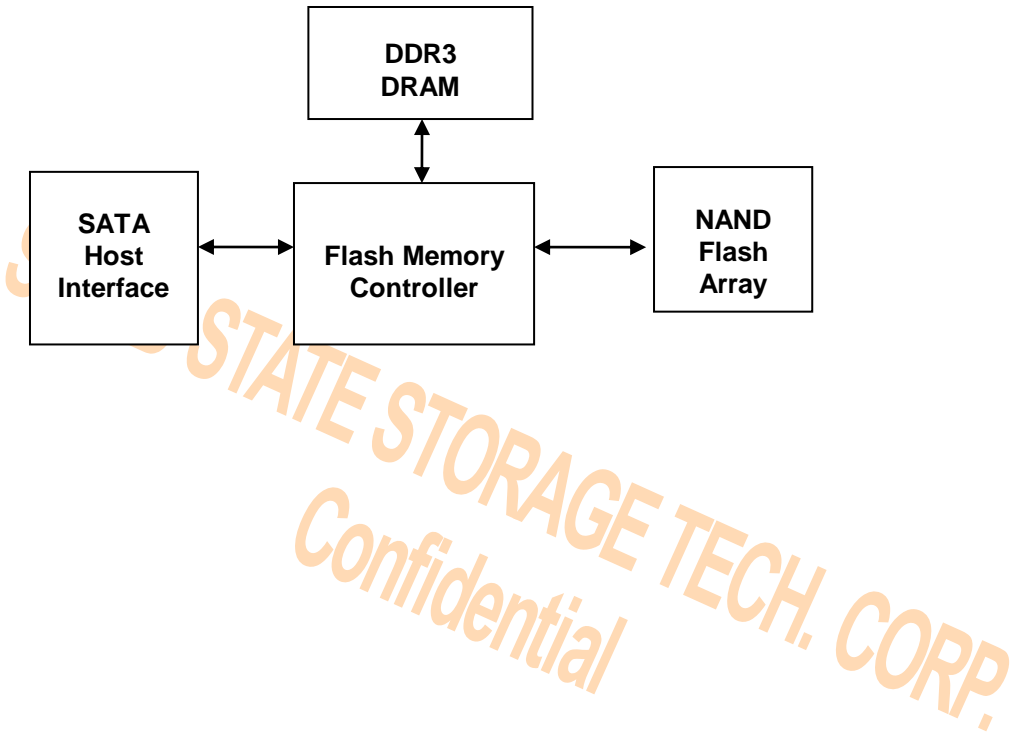 DDR3
DRAM
SATA
Host
Interface
Flash Memory
Controller
NAND
Flash
Array
STATE STORAGE TECH. CORP.
Confidential